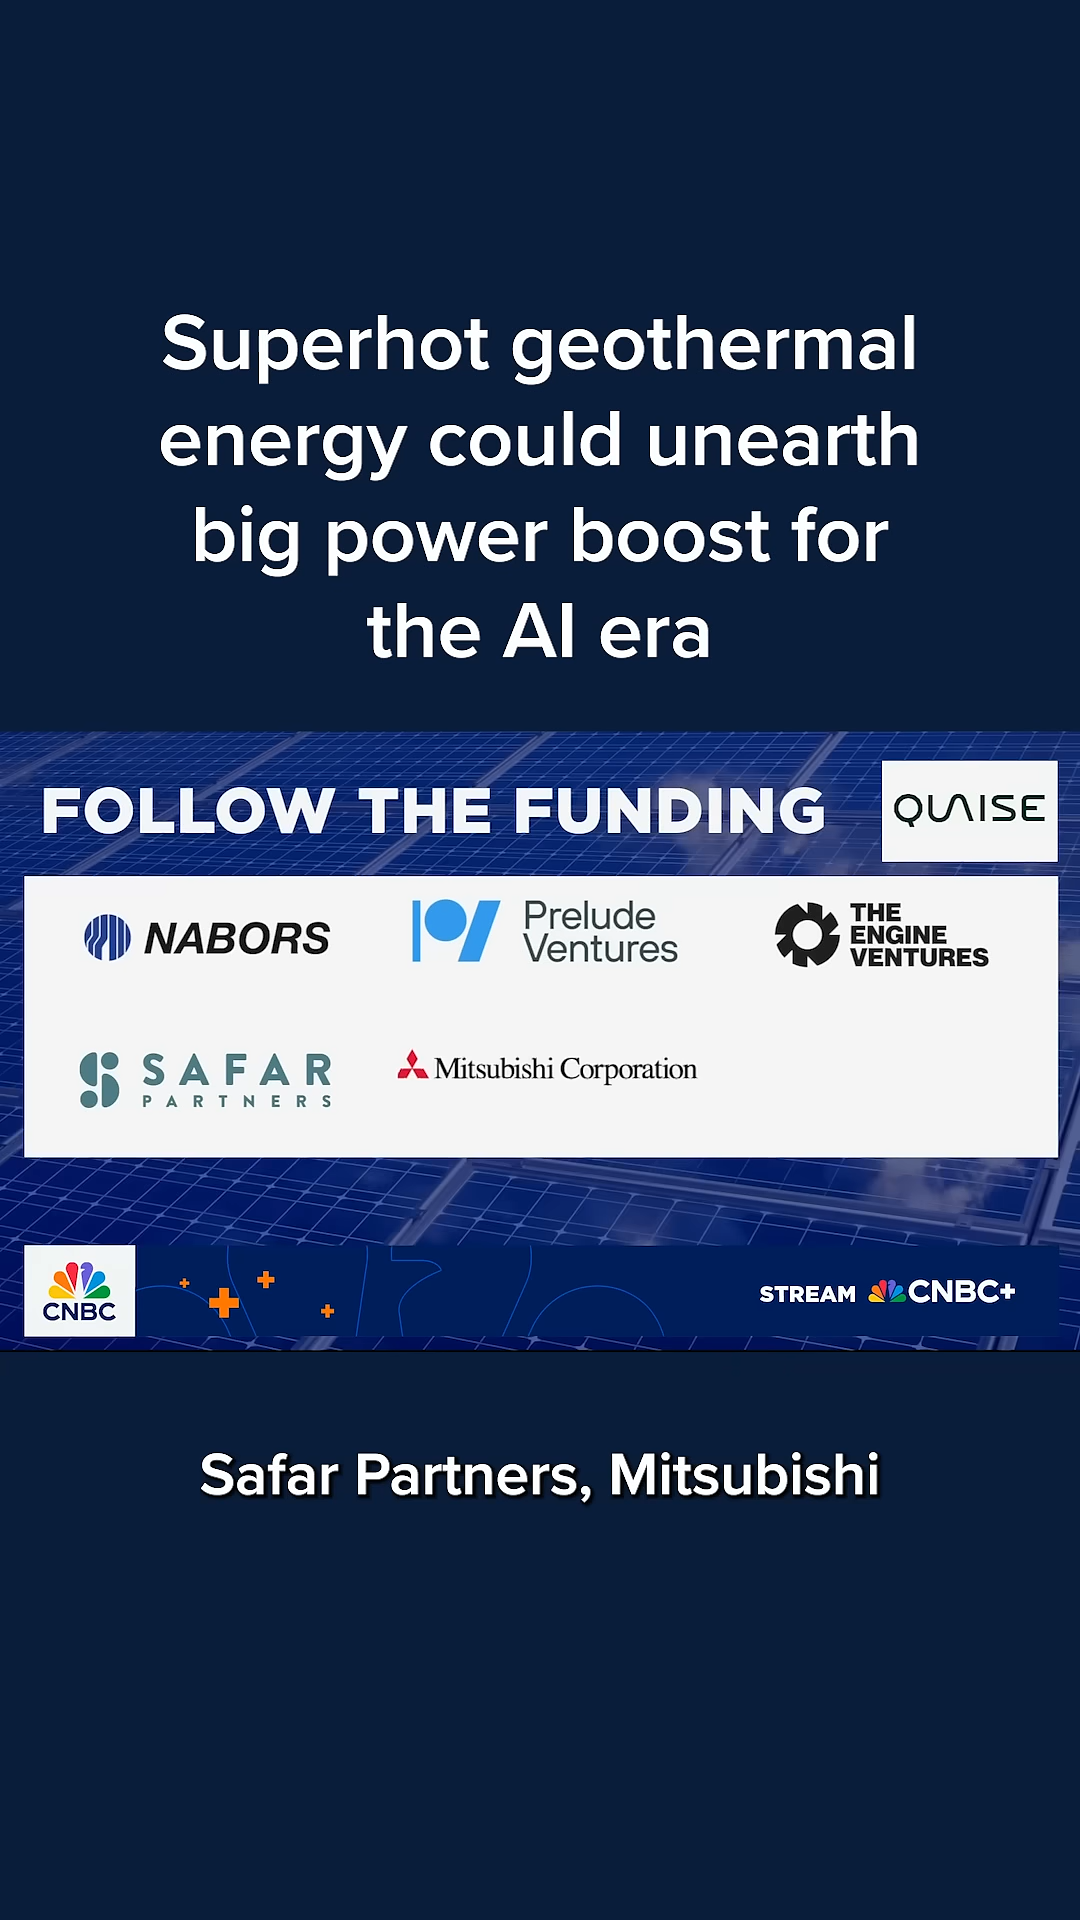 Superhot geothermal
energy could unearth
big power boost for
the AI era
FOLLOW THE FUNDING
QUAISE
NABORS
Prelude
Ventures
THE
ENGINE
VENTURES
SAFAR
PARTNERS
Mitsubishi Corporation
CNBC
STREAM CNBC+
Safar Partners, Mitsubishi